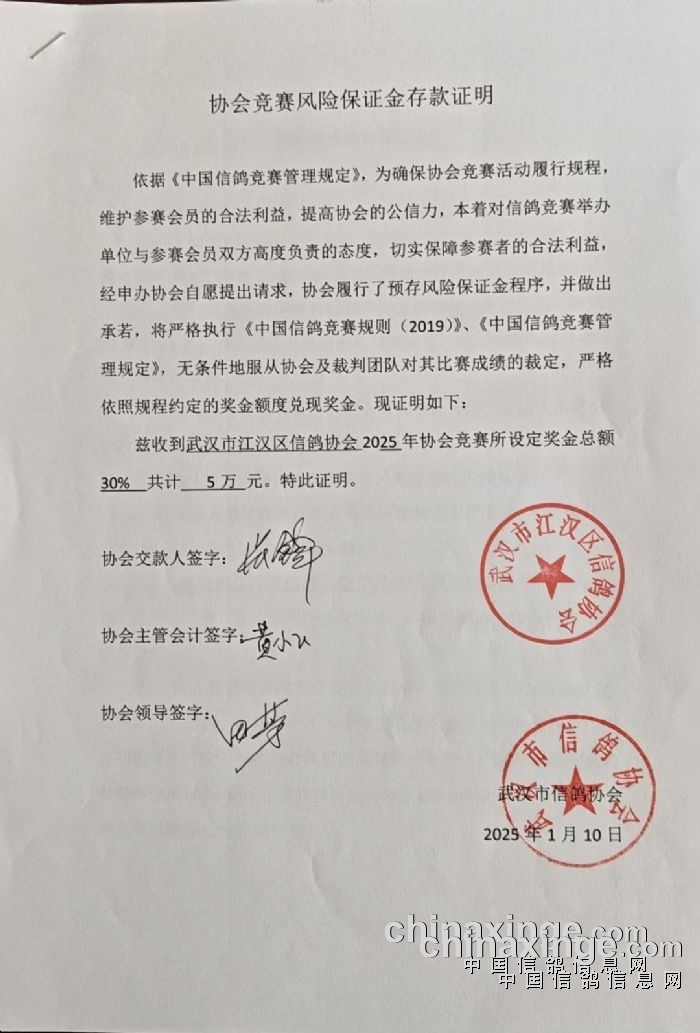 协会竞赛风险保证金存款证明
依据《中国信鸽竞赛管理规定》，为确保协会竞赛活动履行规程，
维护参赛会员的合法利益，提高协会的公信力，本着对信鸽竞赛举办
单位与参赛会员双方高度负责的态度，切实保障参赛者的合法利益，
经申办协会自愿提出请求，协会履行了预存风险保证金程序，并做出
承若，将严格执行《中国信鸽竞赛规则（2019）》、《中国信鸽竞赛管
理规定》，无条件地服从协会及裁判团队对其比赛成绩的裁定，严格
依照规程约定的奖金额度兑现奖金。现证明如下：
兹收到武汉市江汉区信鸽协会 2025 年协会竞赛所设定奖金总额
30% 共计 5 万 元。特此证明。
武汉市江汉区信鸽协会
协会交款人签字：
协会主管会计签字：黄小
协会领导签字：
武汉市信鸽协会
武汉市信鸽协会
2025 年 1 月 10 日
chinaxinge.com
chinaxinge.com
中国信鸽信息网
中国信鸽信息网